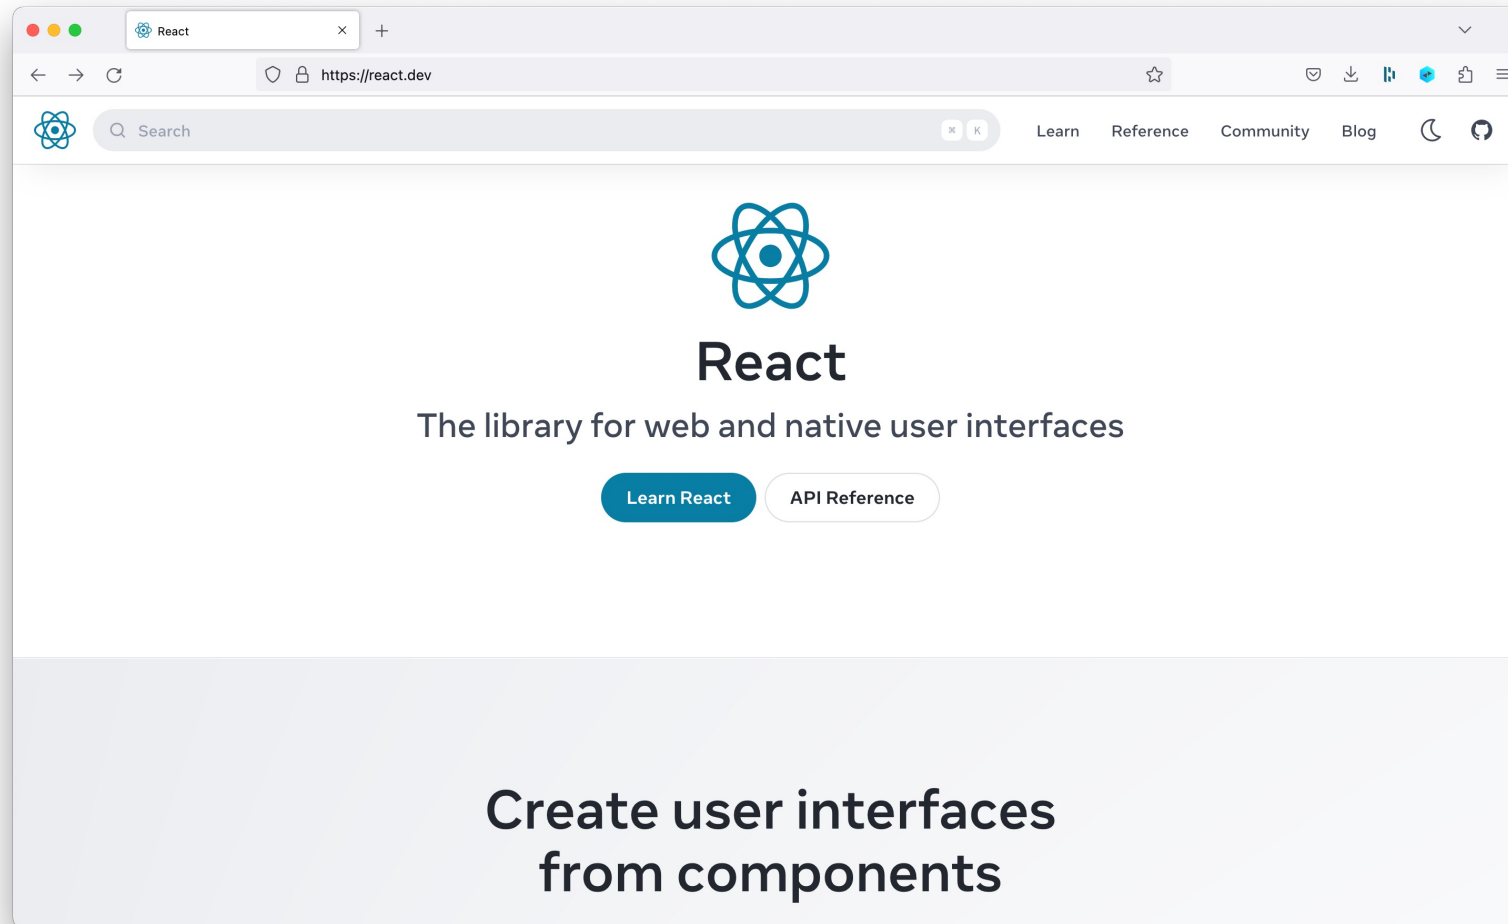 React
https://react.dev
Search
⌘ K
Learn
Reference
Community
Blog
React
The library for web and native user interfaces
Learn React
API Reference
Create user interfaces
from components